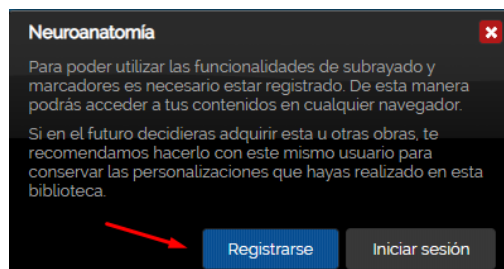 Neuroanatomía
Para poder utilizar las funcionalidades de subrayado y
marcadores es necesario estar registrado. De esta manera
podrás acceder a tus contenidos en cualquier navegador.
Si en el futuro decidieras adquirir esta u otras obras, te
recomendamos hacerlo con este mismo usuario para
conservar las personalizaciones que hayas realizado en esta
biblioteca.
Registrarse
Iniciar sesión